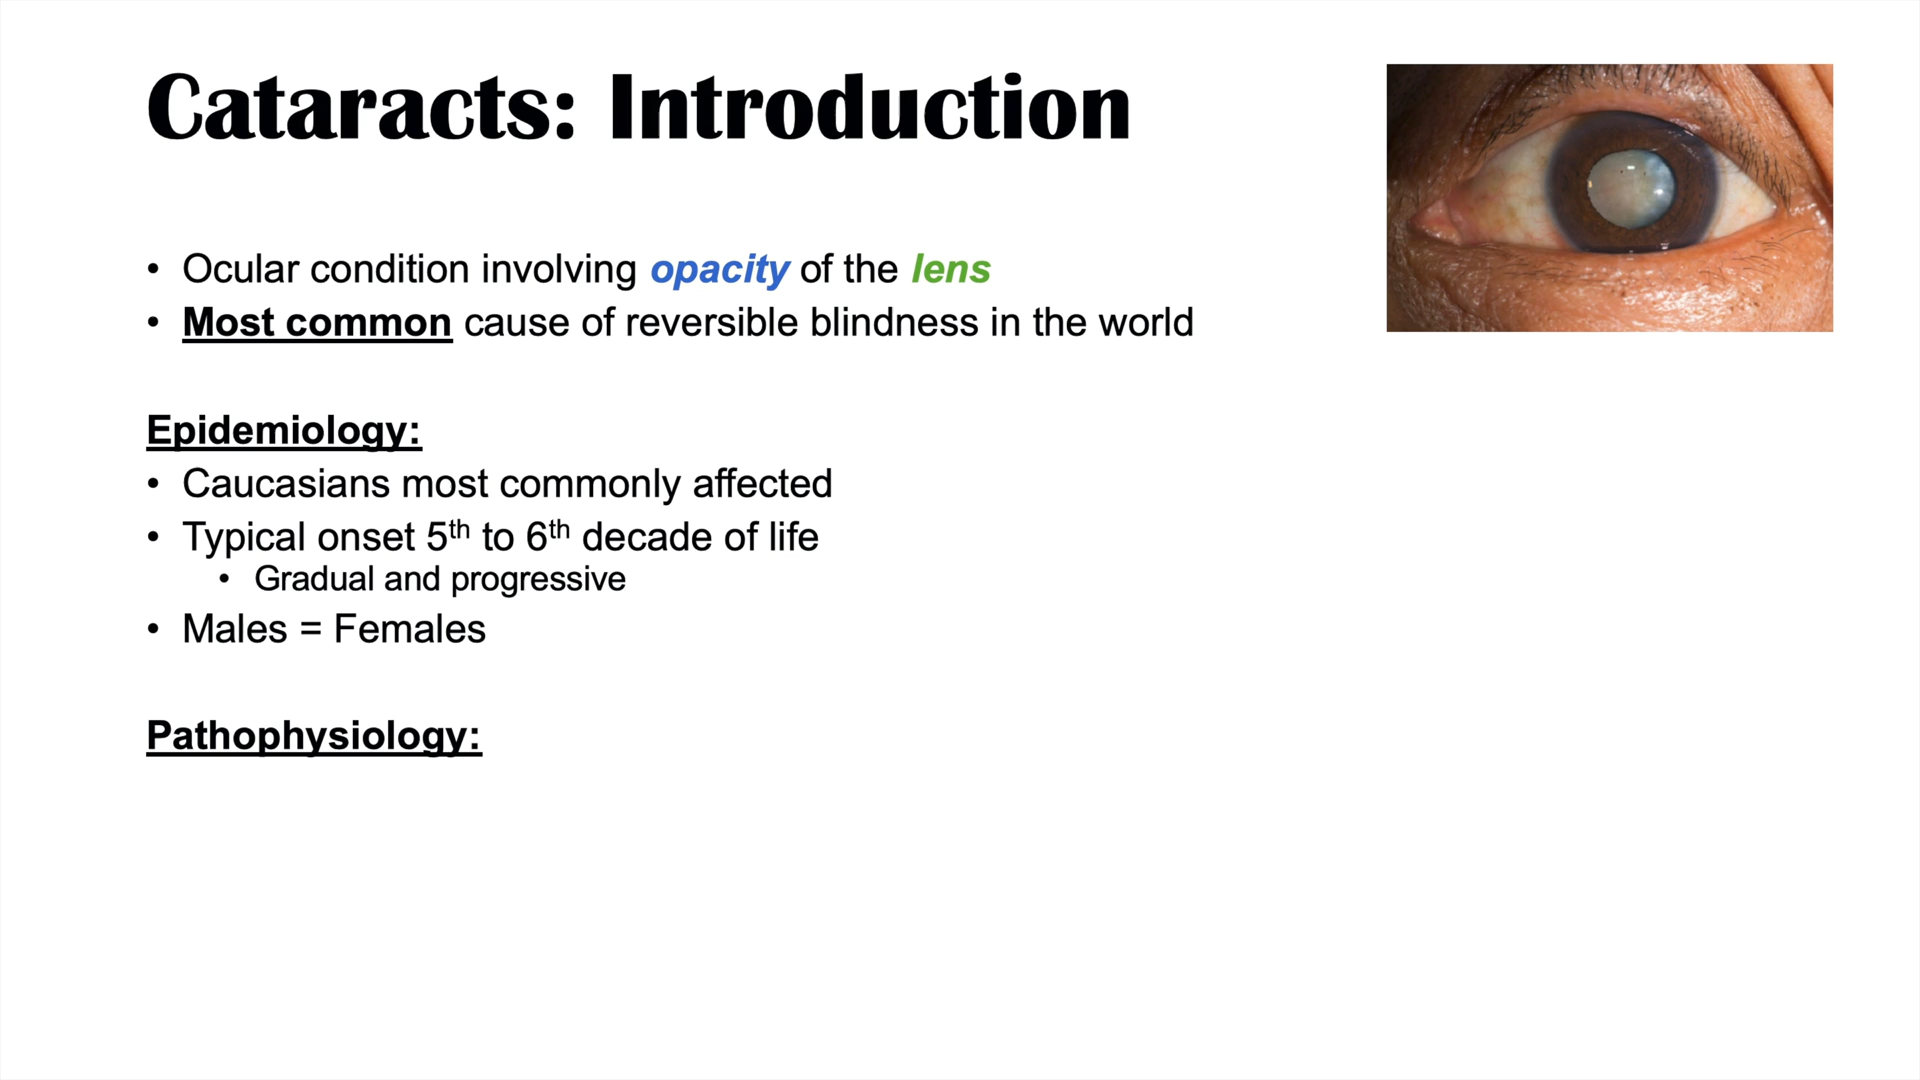 Cataracts: Introduction
• Ocular condition involving opacity of the lens
• Most common cause of reversible blindness in the world
Epidemiology:
• Caucasians most commonly affected
• Typical onset 5th to 6th decade of life
• Gradual and progressive
• Males = Females
Pathophysiology: